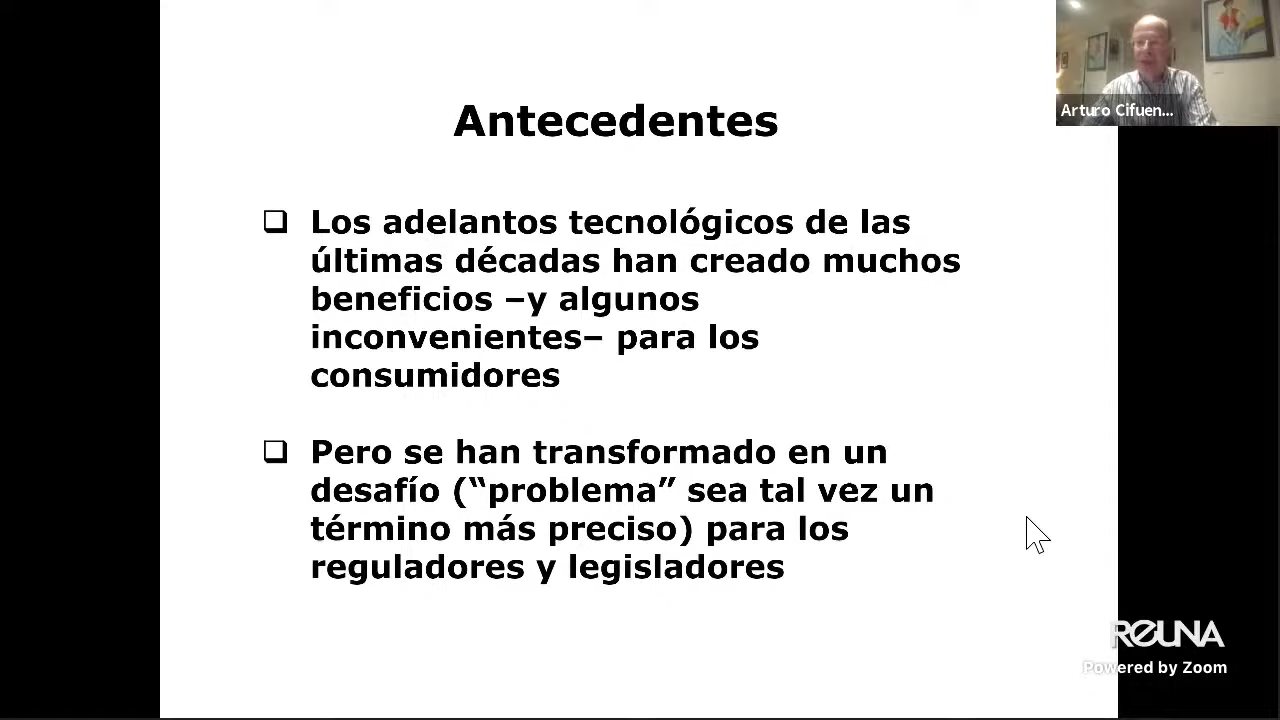 Antecedentes
Arturo Cifuen...
Los adelantos tecnológicos de las
últimas décadas han creado muchos
beneficios –y algunos
inconvenientes– para los
consumidores
Pero se han transformado en un
desafío (“problema” sea tal vez un
término más preciso) para los
reguladores y legisladores
REUNA
Powered by Zoom